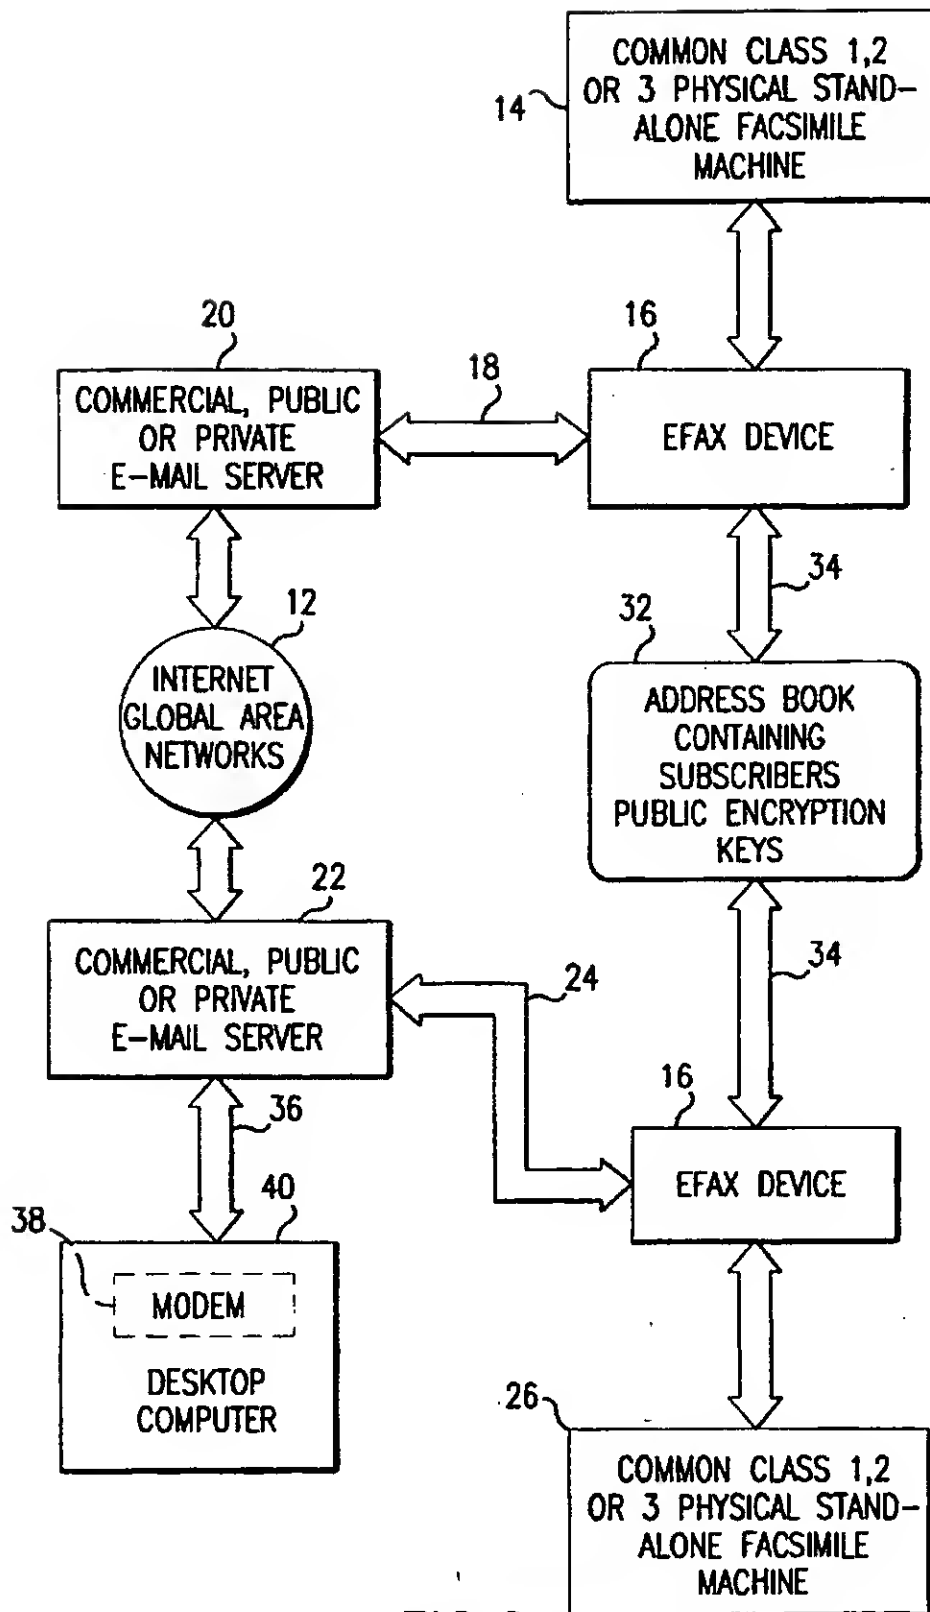 COMMON CLASS 1,2
OR 3 PHYSICAL STAND-
ALONE FACSIMILE
MACHINE
14
20
16
18
COMMERCIAL, PUBLIC
OR PRIVATE
E-MAIL SERVER
EFAX DEVICE
34
12
32
INTERNET
GLOBAL AREA
NETWORKS
ADDRESS BOOK
CONTAINING
SUBSCRIBERS
PUBLIC ENCRYPTION
KEYS
22
34
24
COMMERCIAL, PUBLIC
OR PRIVATE
E-MAIL SERVER
16
36
EFAX DEVICE
40
38
MODEM
DESKTOP
COMPUTER
26
COMMON CLASS 1,2
OR 3 PHYSICAL STAND-
ALONE FACSIMILE
MACHINE